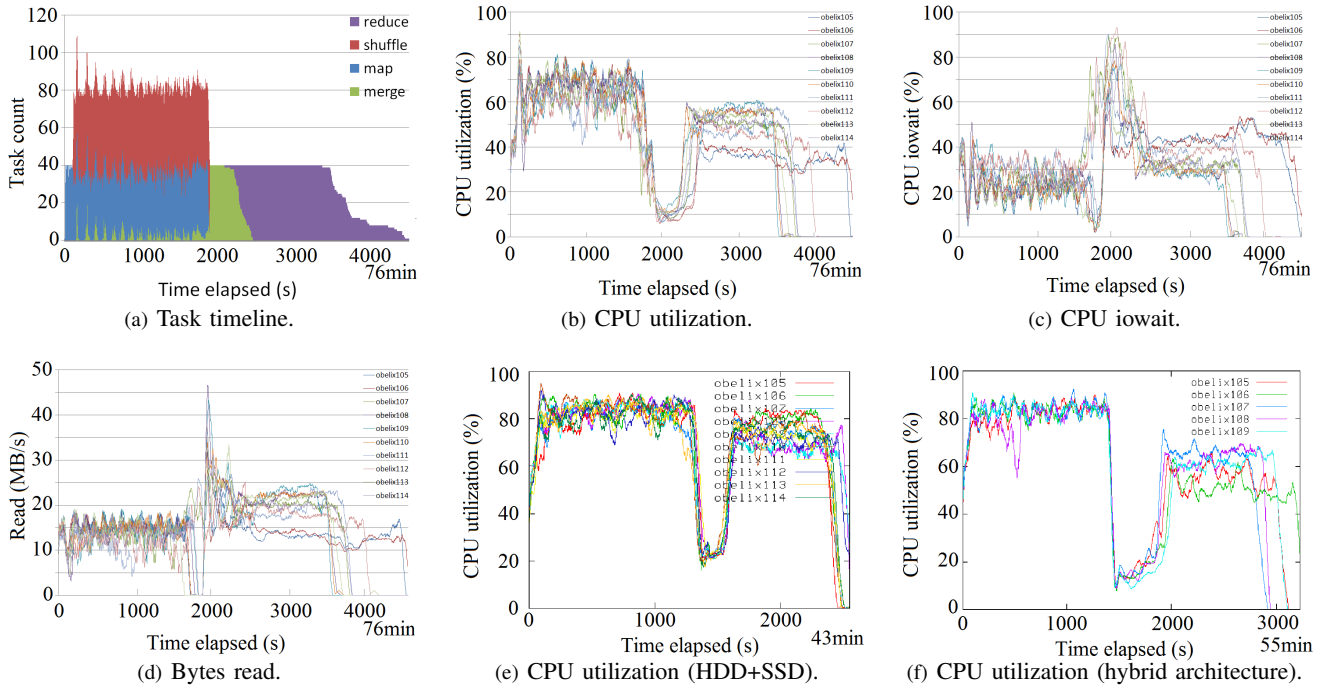 120
100
80
60
40
20
0
Task count
reduce
shuffle
map
merge
0 1000 2000 3000 4000
76min
Time elapsed (s)
(a) Task timeline.
100
80
60
40
20
0
CPU utilization (%)
obelix105
obelix106
obelix107
obelix108
obelix109
obelix110
obelix111
obelix112
obelix113
obelix114
0 1000 2000 3000 4000
76min
Time elapsed (s)
(b) CPU utilization.
100
80
60
40
20
0
CPU iowait (%)
obelix105
obelix106
obelix107
obelix108
obelix109
obelix110
obelix111
obelix112
obelix113
obelix114
0 1000 2000 3000 4000
76min
Time elapsed (s)
(c) CPU iowait.
50
40
30
20
10
0
Read (MB/s)
obelix105
obelix106
obelix107
obelix108
obelix109
obelix110
obelix111
obelix112
obelix113
obelix114
0 1000 2000 3000 4000
76min
Time elapsed (s)
(d) Bytes read.
100
80
60
40
20
0
CPU utilization (%)
obelix105
obelix106
obelix107
obelix111
obelix112
obelix113
obelix114
0 1000 2000
43min
Time elapsed (s)
(e) CPU utilization (HDD+SSD).
100
80
60
40
20
0
CPU utilization (%)
obelix105
obelix106
obelix107
obelix108
obelix109
0 1000 2000 3000
55min
Time elapsed (s)
(f) CPU utilization (hybrid architecture).